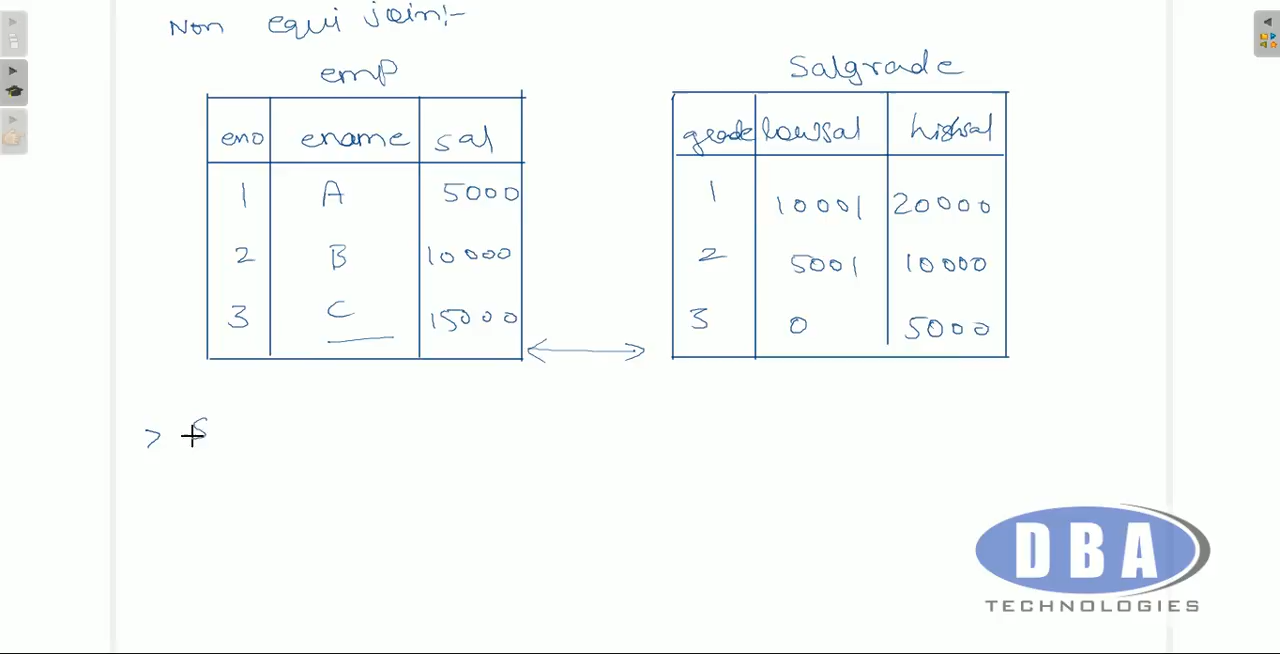 Non equi join:-
emp
Salgrade
eno ename sal
grade lowsal highsal
1 A 5000
1 10001 20000
2 B 10000
2 5001 10000
3 C 15000
3 0 5000
> S
DBA
TECHNOLOGIES